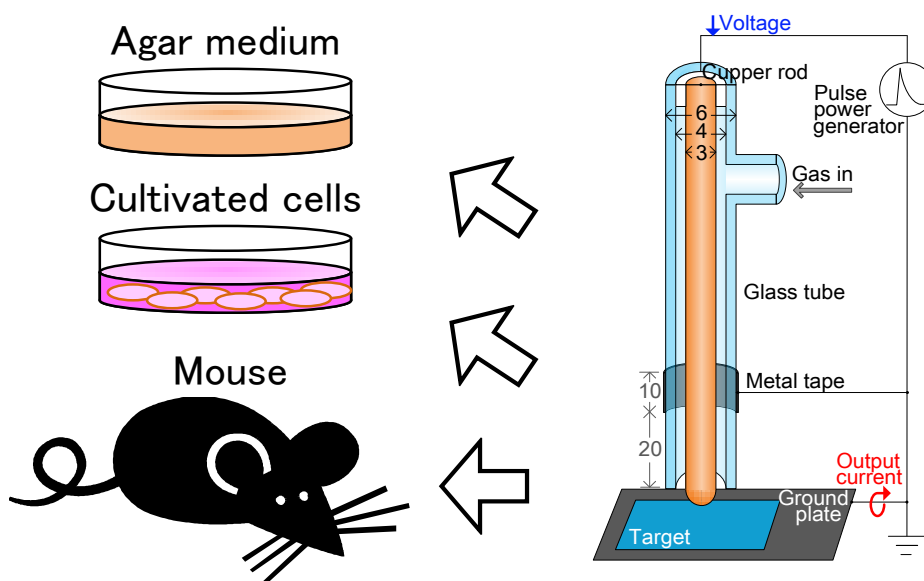 Agar medium
Cultivated cells
Mouse
Voltage
Cupper rod
Pulse
power
generator
6
4
3
Gas in
Glass tube
Metal tape
10
20
Output
current
Ground
plate
Target